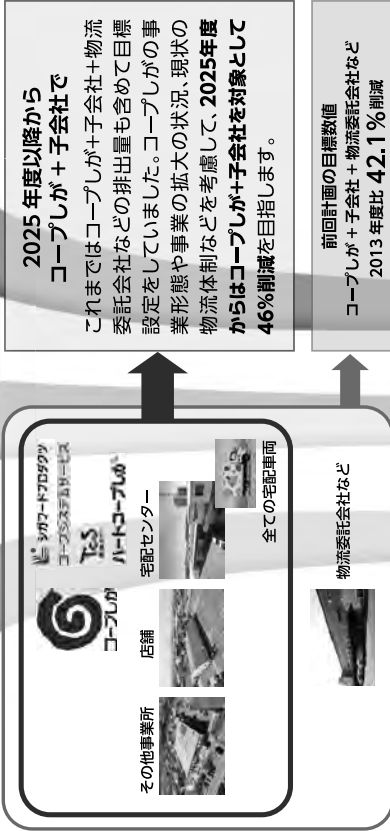 シガフードプロダクツ
コープシステムサービス
ハートコープしが
コープしが
その他事業所
店舗
宅配センター
全ての宅配車両
物流委託会社など
2025年度以降から
コープしが + 子会社で
これまではコープしが+子会社+物流
委託会社などの排出量も含めて目標
設定をしていました。コープしがの事
業形態や事業の拡大の状況、現状の
物流体制などを考慮して、2025年度
からはコープしが+子会社を対象として
46%削減を目指します。
前回計画の目標数値
コープしが + 子会社 + 物流委託会社など
2013年度比 42.1%削減